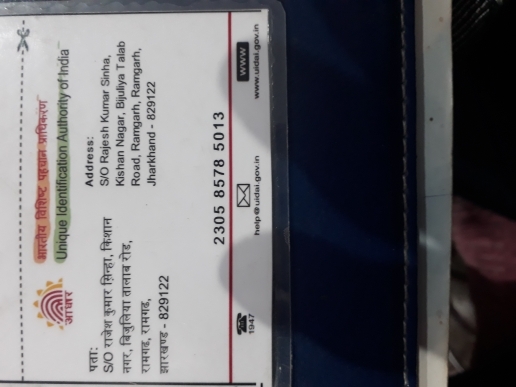 भारतीय विशिष्ट पहचान प्राधिकरण
Unique Identification Authority of India
आधार
पता:
S/O राजेश कुमार सिन्हा, किशान
नगर, बिजुलिया तालाब रोड,
रामगढ, रामगढ,
झारखण्ड - 829122
Address:
S/O Rajesh Kumar Sinha,
Kishan Nagar, Bijuliya Talab
Road, Ramgarh, Ramgarh,
Jharkhand - 829122
2305 8578 5013
1947
help@uidai.gov.in
WWW
www.uidai.gov.in